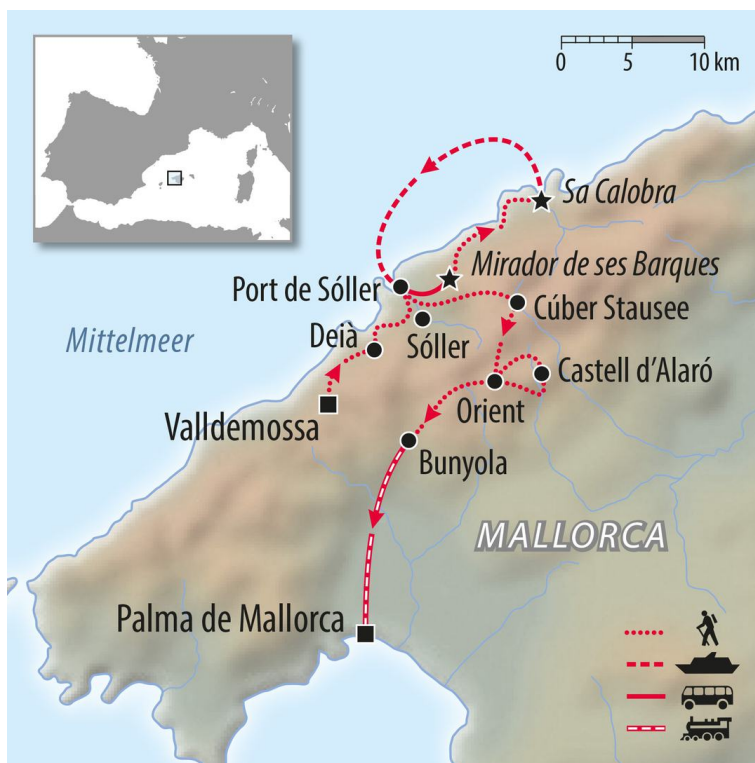 0 5 10 km
Sa Calobra
Mirador de ses Barques
Port de Sóller
Cúber Stausee
Mittelmeer
Deià
Sóller
Castell d’Alaró
Valldemossa
Orient
Bunyola
MALLORCA
Palma de Mallorca